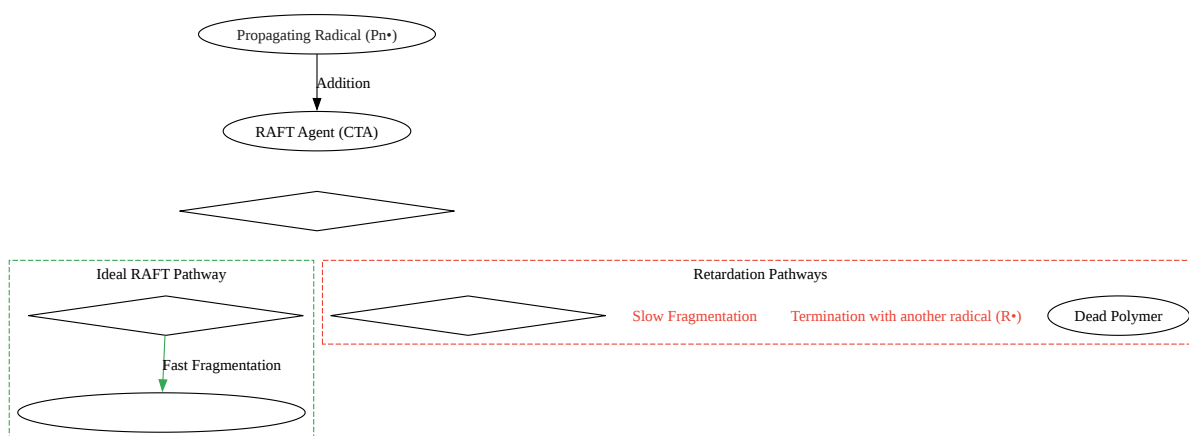 Propagating Radical (Pn•)
Addition
RAFT Agent (CTA)
Ideal RAFT Pathway
Retardation Pathways
Slow Fragmentation
Termination with another radical (R•)
Dead Polymer
Fast Fragmentation